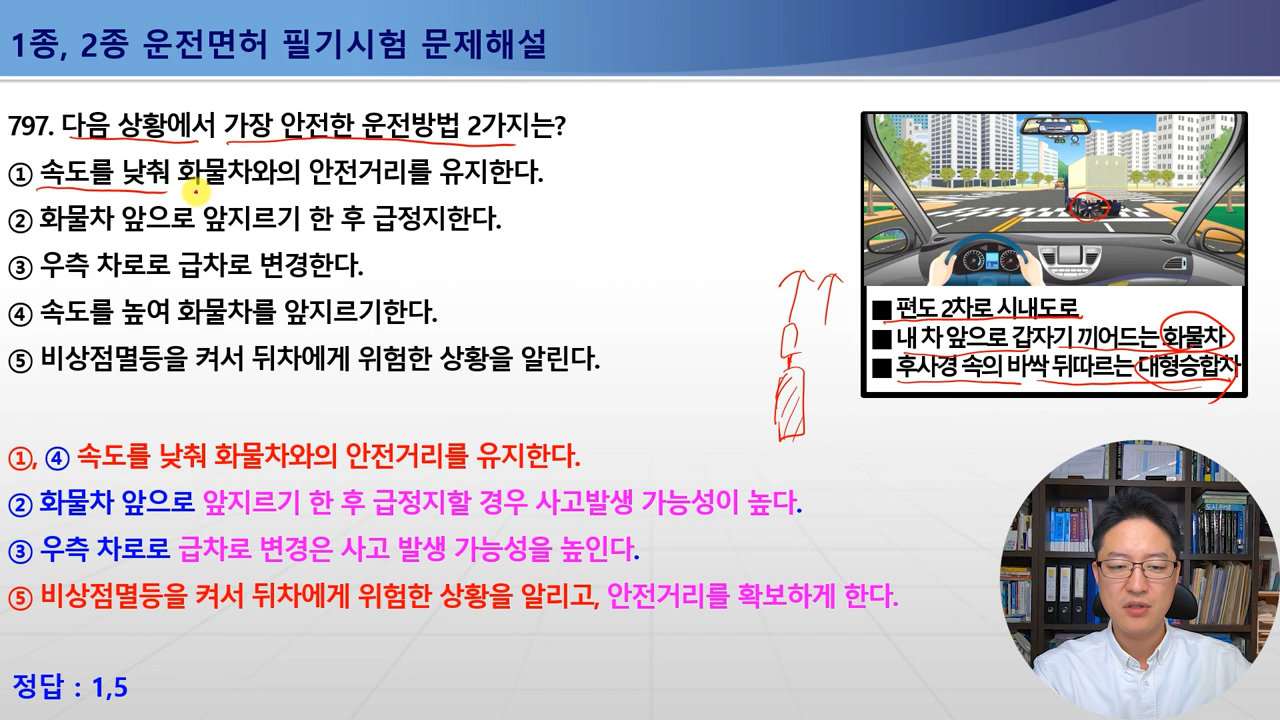 1종, 2종 운전면허 필기시험 문제해설
797. 다음 상황에서 가장 안전한 운전방법 2가지는?
① 속도를 낮춰 화물차와의 안전거리를 유지한다.
② 화물차 앞으로 앞지르기 한 후 급정지한다.
③ 우측 차로로 급차로 변경한다.
④ 속도를 높여 화물차를 앞지르기한다.
⑤ 비상점멸등을 켜서 뒤차에게 위험한 상황을 알린다.
■ 편도 2차로 시내도로
■ 내 차 앞으로 갑자기 끼어드는 화물차
■ 후사경 속의 바싹 뒤따르는 대형승합차
①, ④ 속도를 낮춰 화물차와의 안전거리를 유지한다.
② 화물차 앞으로 앞지르기 한 후 급정지할 경우 사고발생 가능성이 높다.
③ 우측 차로로 급차로 변경은 사고 발생 가능성을 높인다.
⑤ 비상점멸등을 켜서 뒤차에게 위험한 상황을 알리고, 안전거리를 확보하게 한다.
정답 : 1,5